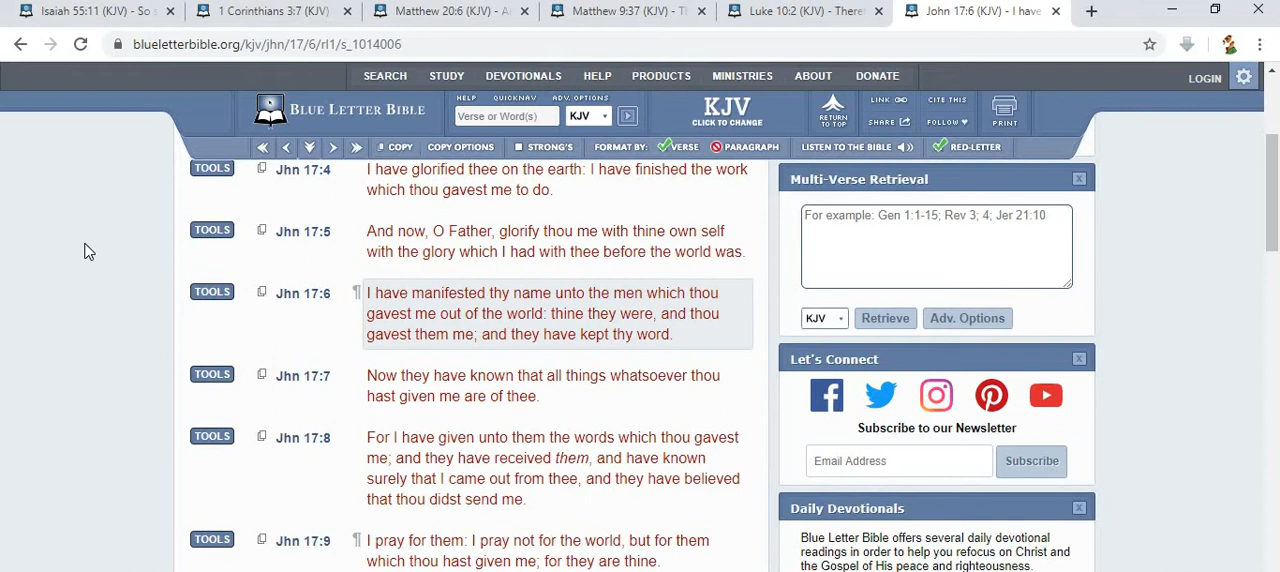 Isaiah 55:11 (KJV) - So s
1 Corinthians 3:7 (KJV)
Matthew 20:6 (KJV) - A
Matthew 9:37 (KJV) - T
Luke 10:2 (KJV) - There
John 17:6 (KJV) - I have
blueletterbible.org/kjv/jhn/17/6/rl1/s_1014006
SEARCH STUDY DEVOTIONALS HELP PRODUCTS MINISTRIES ABOUT DONATE LOGIN
BLUE LETTER BIBLE
HELP QUICKNAV ADV. OPTIONS
Verse or Word(s) KJV
KJV
CLICK TO CHANGE
RETURN
TO TOP
LINK CITE THIS
SHARE FOLLOW
PRINT
COPY COPY OPTIONS STRONG'S FORMAT BY: VERSE PARAGRAPH LISTEN TO THE BIBLE RED-LETTER
TOOLS Jhn 17:4 I have glorified thee on the earth: I have finished the work
which thou gavest me to do.
TOOLS Jhn 17:5 And now, O Father, glorify thou me with thine own self
with the glory which I had with thee before the world was.
TOOLS Jhn 17:6 ¶ I have manifested thy name unto the men which thou
gavest me out of the world: thine they were, and thou
gavest them me; and they have kept thy word.
TOOLS Jhn 17:7 Now they have known that all things whatsoever thou
hast given me are of thee.
TOOLS Jhn 17:8 For I have given unto them the words which thou gavest
me; and they have received them, and have known
surely that I came out from thee, and they have believed
that thou didst send me.
TOOLS Jhn 17:9 ¶ I pray for them: I pray not for the world, but for them
which thou hast given me; for they are thine.
Multi-Verse Retrieval X
For example: Gen 1:1-15; Rev 3; 4; Jer 21:10
KJV Retrieve Adv. Options
Let's Connect X
Subscribe to our Newsletter
Email Address Subscribe
Daily Devotionals X
Blue Letter Bible offers several daily devotional
readings in order to help you refocus on Christ and
the Gospel of His peace and righteousness.